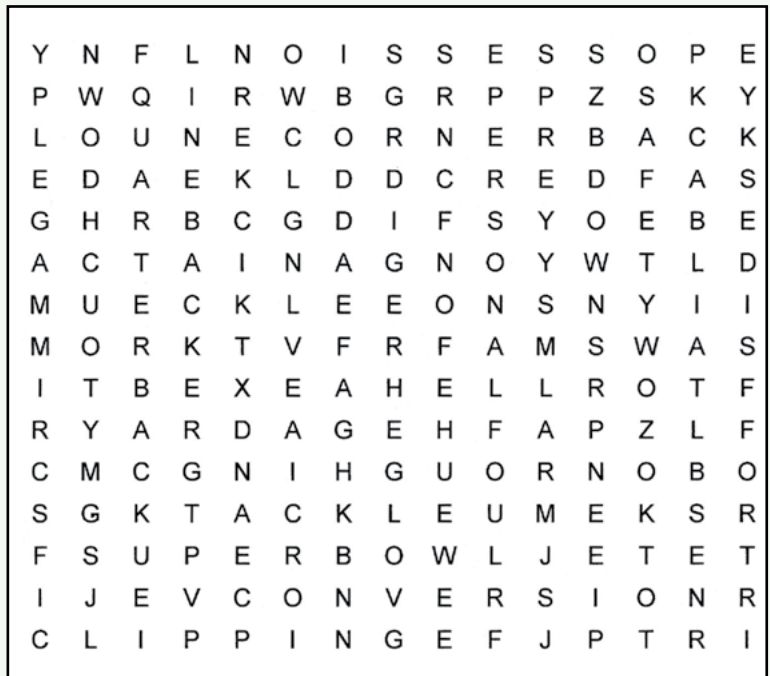 Y N F L N O I S S E S S O P E
P W Q I R W B G R P P Z S K Y
L O U N E C O R N E R B A C K
E D A E K L D D C R E D F A S
G H R B C G D I F S Y O E B E
A C T A I N A G N O Y W T L D
M U E C K L E E O N S N Y I I
M O R K T V F R F A M S W A S
I T B E X E A H E L L R O T F
R Y A R D A G E H F A P Z L F
C M C G N I H G U O R N O B O
S G K T A C K L E U M E K S R
F S U P E R B O W L J E T E T
I J E V C O N V E R S I O N R
C L I P P I N G E F J P T R I